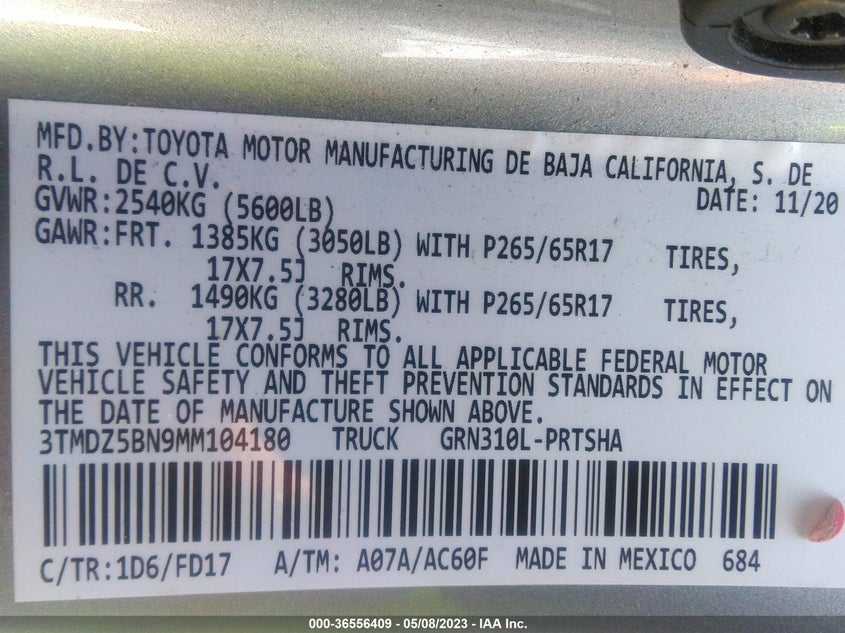 MFD.BY:TOYOTA MOTOR MANUFACTURING DE BAJA CALIFORNIA, S. DE
R.L. DE C.V.
DATE: 11/20
GVWR:2540KG (5600LB)
GAWR:FRT. 1385KG (3050LB) WITH P265/65R17 TIRES,
17X7.5J RIMS.
RR. 1490KG (3280LB) WITH P265/65R17 TIRES,
17X7.5J RIMS.
THIS VEHICLE CONFORMS TO ALL APPLICABLE FEDERAL MOTOR
VEHICLE SAFETY AND THEFT PREVENTION STANDARDS IN EFFECT ON
THE DATE OF MANUFACTURE SHOWN ABOVE.
3TMDZ5BN9MM104180 TRUCK GRN310L-PRTSHA
C/TR:1D6/FD17 A/TM: A07A/AC60F MADE IN MEXICO 684
000-36556409 - 05/08/2023 - © IAA Inc.